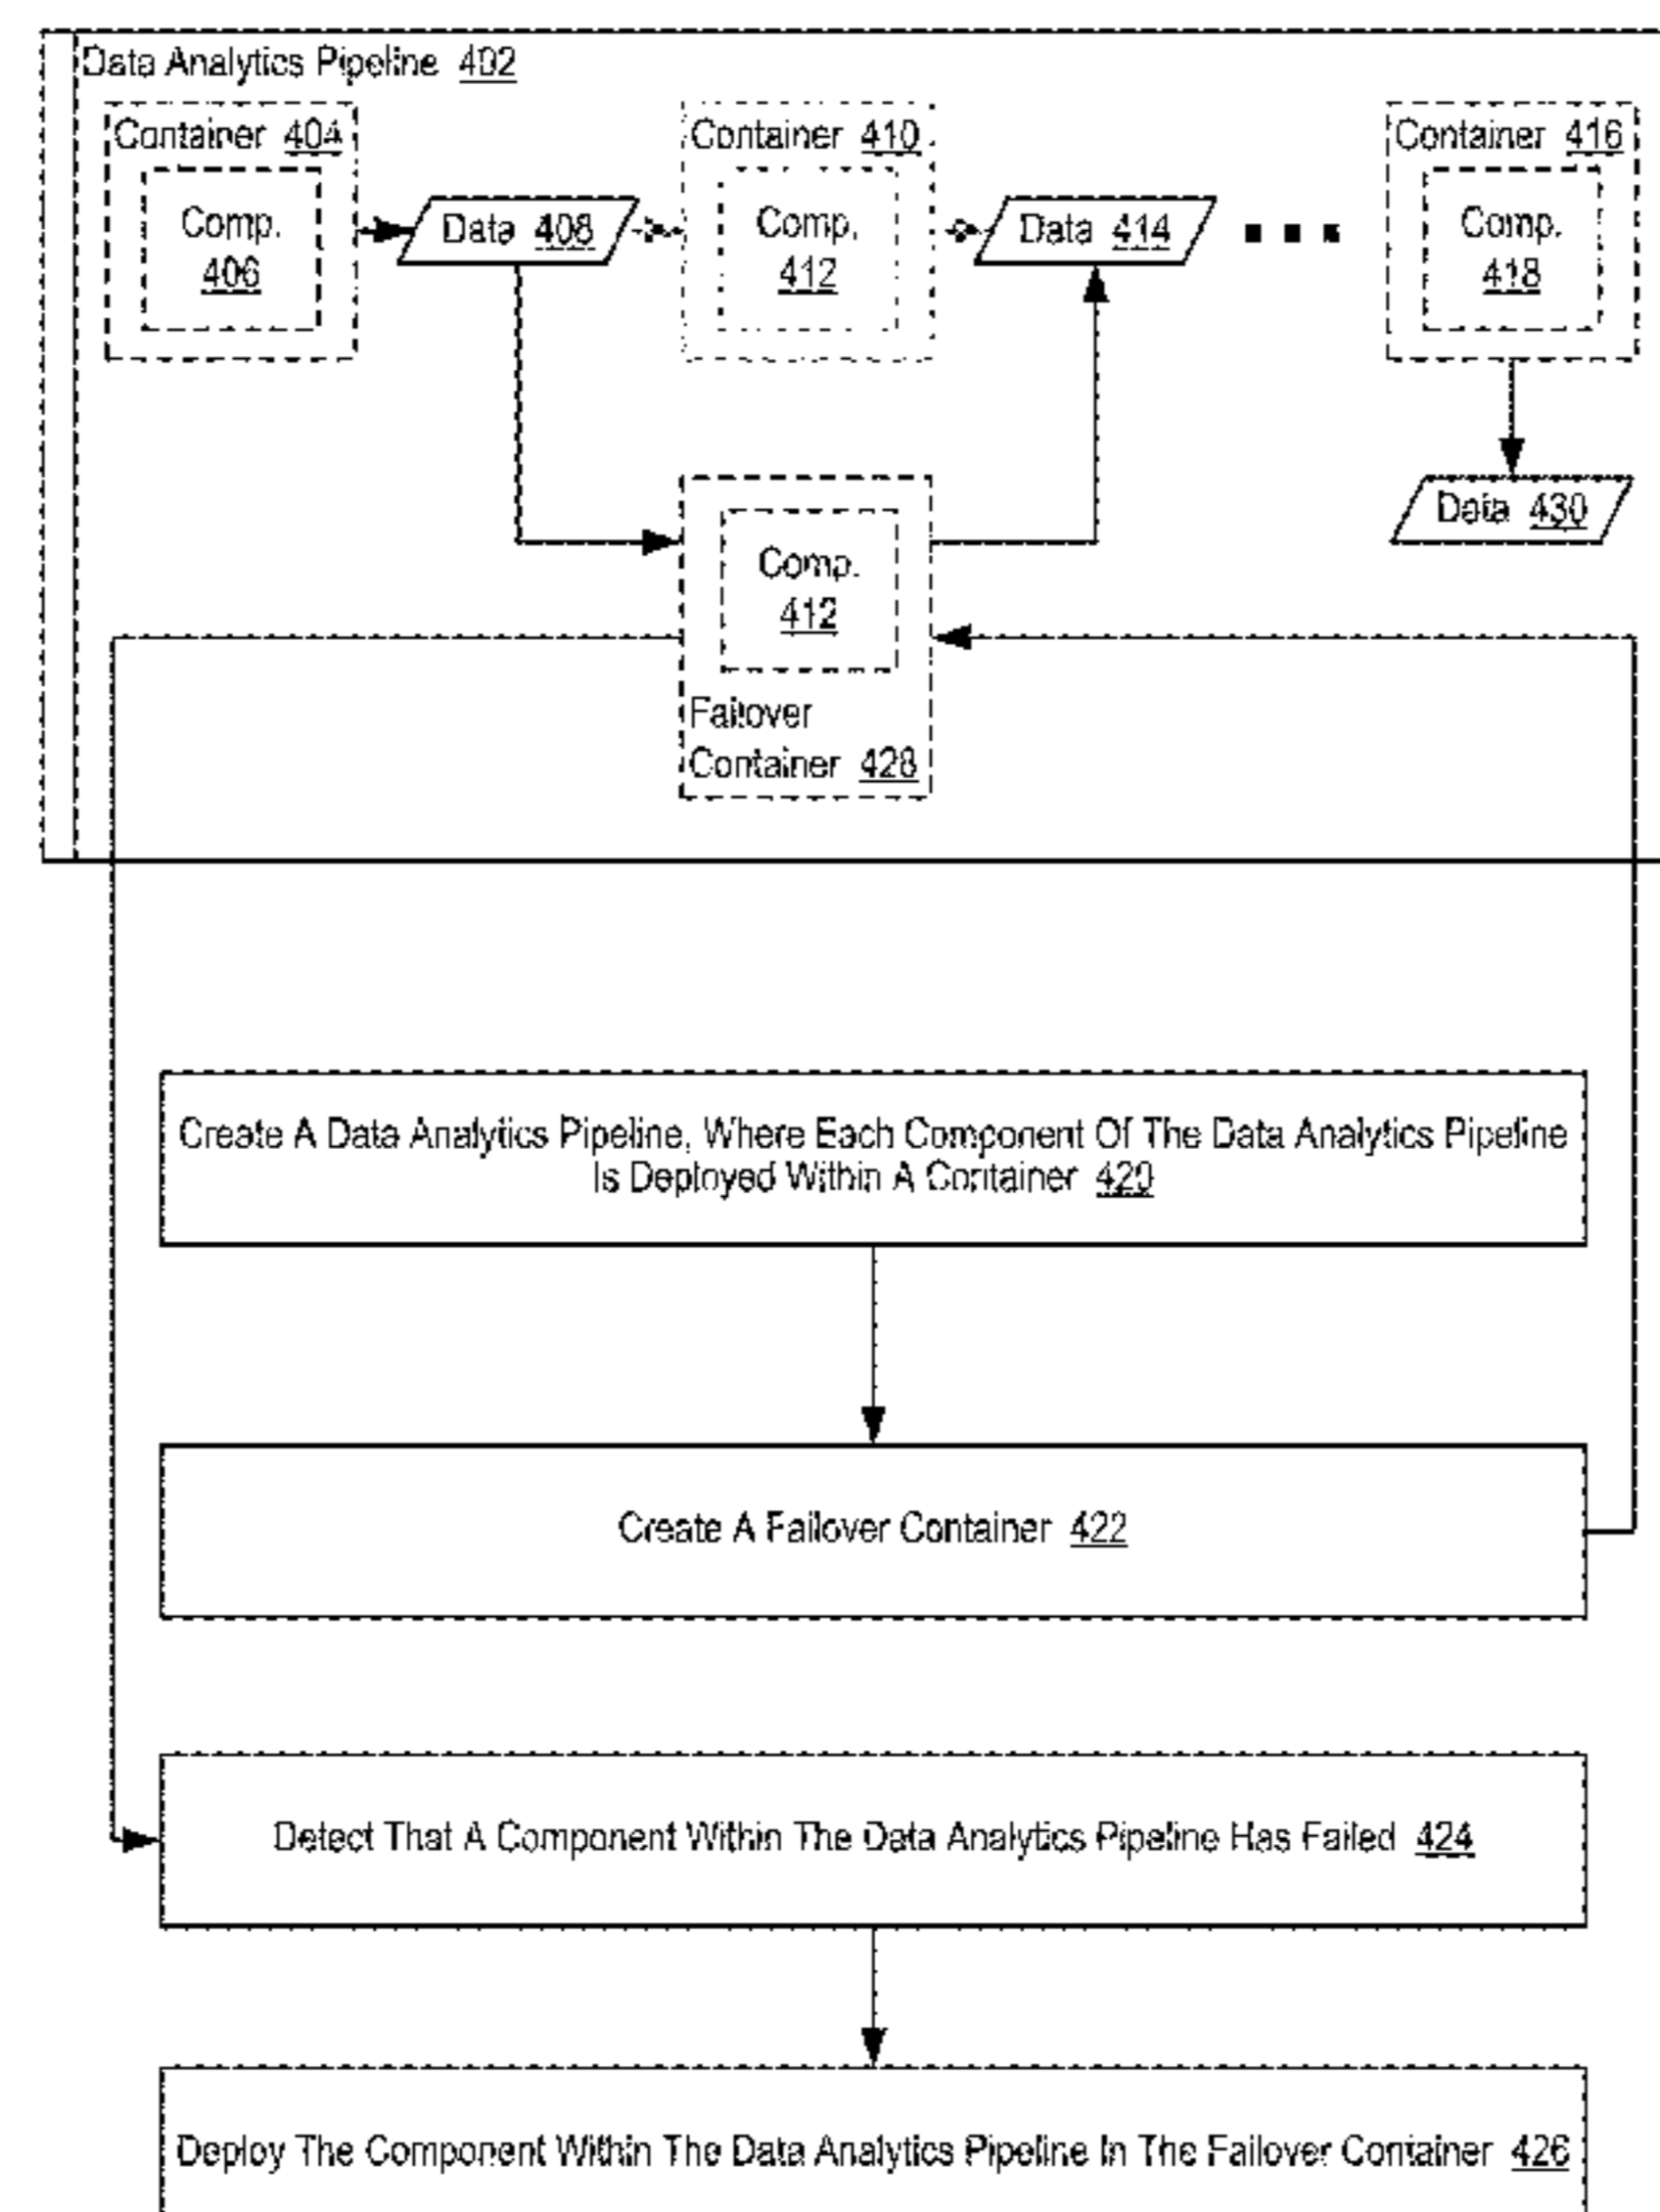 Data Analytics Pipeline 402
Container 404
Comp.
406
Data 408
Container 410
Comp.
412
Data 414
Container 416
Comp.
418
Data 430
Comp.
412
Failover
Container 428
Create A Data Analytics Pipeline, Where Each Component Of The Data Analytics Pipeline
Is Deployed Within A Container 420
Create A Failover Container 422
Detect That A Component Within The Data Analytics Pipeline Has Failed 424
Deploy The Component Within The Data Analytics Pipeline In The Failover Container 426